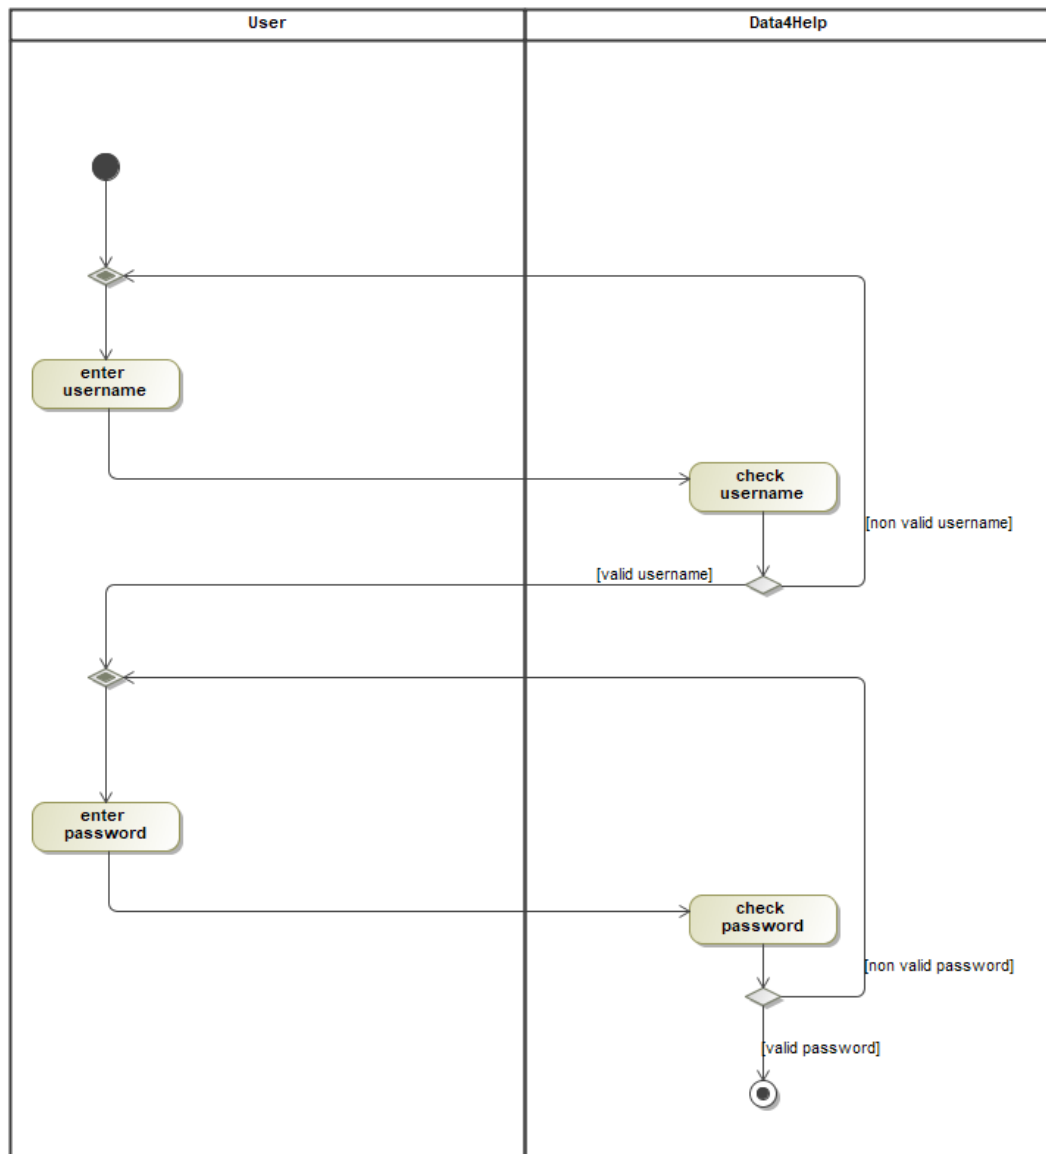 User
Data4Help
enter
username
check
username
[non valid username]
[valid username]
enter
password
check
password
[non valid password]
[valid password]